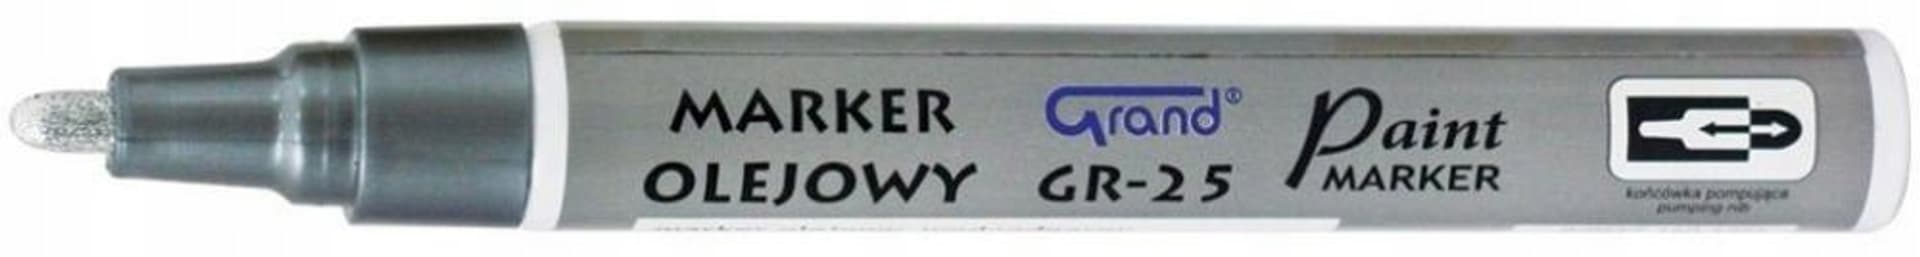 MARKER
OLEJOWY
Grand®
GR-25
Paint
MARKER
końcówka pompująca
pumping nib